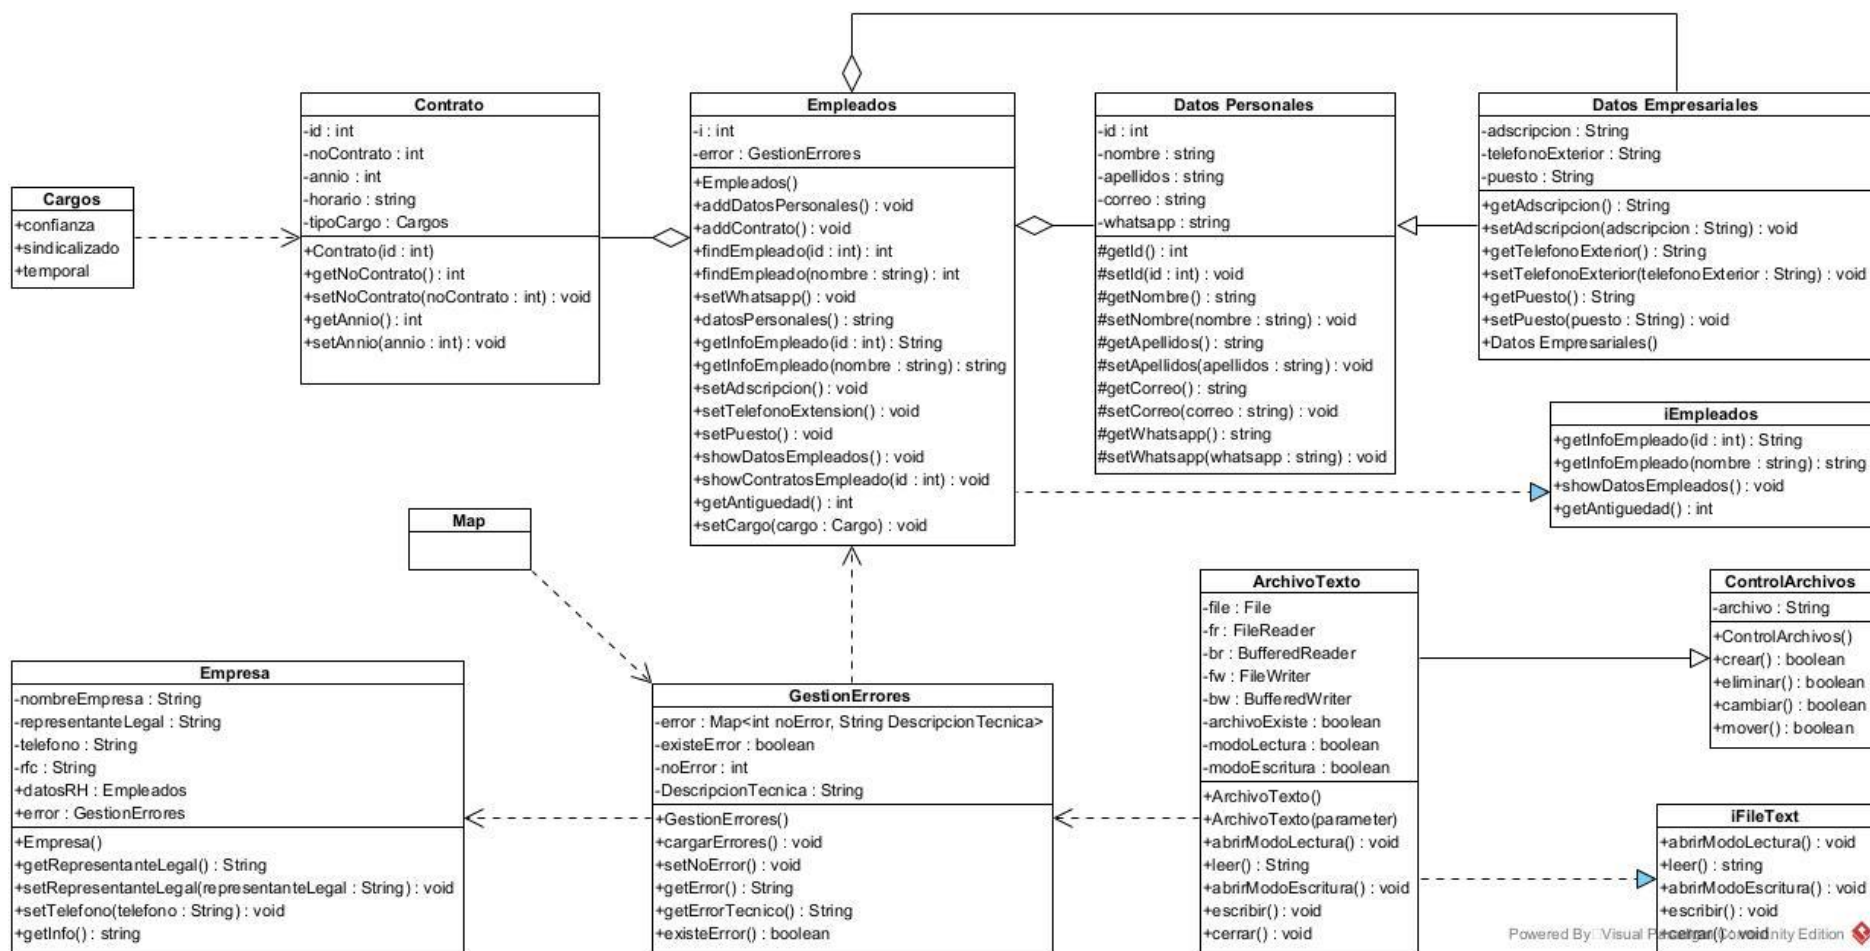 Contrato
-id : int
-noContrato : int
-annio : int
-horario : string
-tipoCargo : Cargos
+Contrato(id : int)
+getNoContrato() : int
+setNoContrato(noContrato : int) : void
+getAnnio() : int
+setAnnio(annio : int) : void
Empleados
-i : int
-error : GestionErrores
+Empleados()
+addDatosPersonales() : void
+addContrato() : void
+findEmpleado(id : int) : int
+findEmpleado(nombre : string) : int
+setWhatsapp() : void
+datosPersonales() : string
+getInfoEmpleado(id : int) : String
+getInfoEmpleado(nombre : string) : string
+setAdscripcion() : void
+setTelefonoExtension() : void
+setPuesto() : void
+showDatosEmpleados() : void
+showContratosEmpleado(id : int) : void
+getAntiguedad() : int
+setCargo(cargo : Cargo) : void
Datos Personales
-id : int
-nombre : string
-apellidos : string
-correo : string
-whatsapp : string
#getId() : int
#setId(id : int) : void
#getNombre() : string
#setNombre(nombre : string) : void
#getApellidos() : string
#setApellidos(apellidos : string) : void
#getCorreo() : string
#setCorreo(correo : string) : void
#getWhatsapp() : string
#setWhatsapp(whatsapp : string) : void
Datos Empresariales
-adscripcion : String
-telefonoExterior : String
-puesto : String
+getAdscripcion() : String
+setAdscripcion(adscripcion : String) : void
+getTelefonoExterior() : String
+setTelefonoExterior(telefonoExterior : String) : void
+getPuesto() : String
+setPuesto(puesto : String) : void
+Datos Empresariales()
Cargos
+confianza
+sindicalizado
+temporal
iEmpleados
+getInfoEmpleado(id : int) : String
+getInfoEmpleado(nombre : string) : string
+showDatosEmpleados() : void
+getAntiguedad() : int
Map
Empresa
-nombreEmpresa : String
-representanteLegal : String
-telefono : String
-rfc : String
+datosRH : Empleados
+error : GestionErrores
+Empresa()
+getRepresentanteLegal() : String
+setRepresentanteLegal(representanteLegal : String) : void
+setTelefono(telefono : String) : void
+getInfo() : string
GestionErrores
-error : Map<int noError, String DescripcionTecnica>
-existeError : boolean
-noError : int
-DescripcionTecnica : String
+GestionErrores()
+cargarErrores() : void
+setNoError() : void
+getError() : String
+getErrorTecnico() : String
+existeError() : boolean
ArchivoTexto
-file : File
-fr : FileReader
-br : BufferedReader
-fw : FileWriter
-bw : BufferedWriter
-archivoExiste : boolean
-modoLectura : boolean
-modoEscritura : boolean
+ArchivoTexto()
+ArchivoTexto(parameter)
+abrirModoLectura() : void
+leer() : String
+abrirModoEscritura() : void
+escribir() : void
+cerrar() : void
ControlArchivos
-archivo : String
+ControlArchivos()
+crear() : boolean
+eliminar() : boolean
+cambiar() : boolean
+mover() : boolean
iFileText
+abrirModoLectura() : void
+leer() : string
+abrirModoEscritura() : void
+escribir() : void
+cerrar() : void
Powered By Visual Paradigm Community Edition